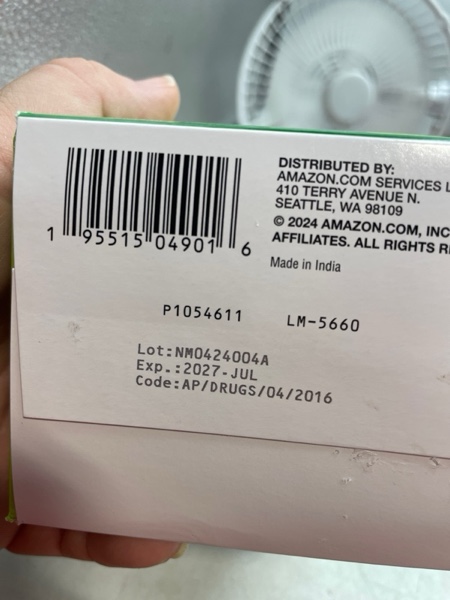 DISTRIBUTED BY:
AMAZON.COM SERVICES
410 TERRY AVENUE N.
SEATTLE, WA 98109
© 2024 AMAZON.COM, INC
AFFILIATES. ALL RIGHTS
Made in India
1 95515 04901 6
P1054611 LM-5660
Lot:NM0424004A
Exp.:2027-JUL
Code:AP/DRUGS/04/2016